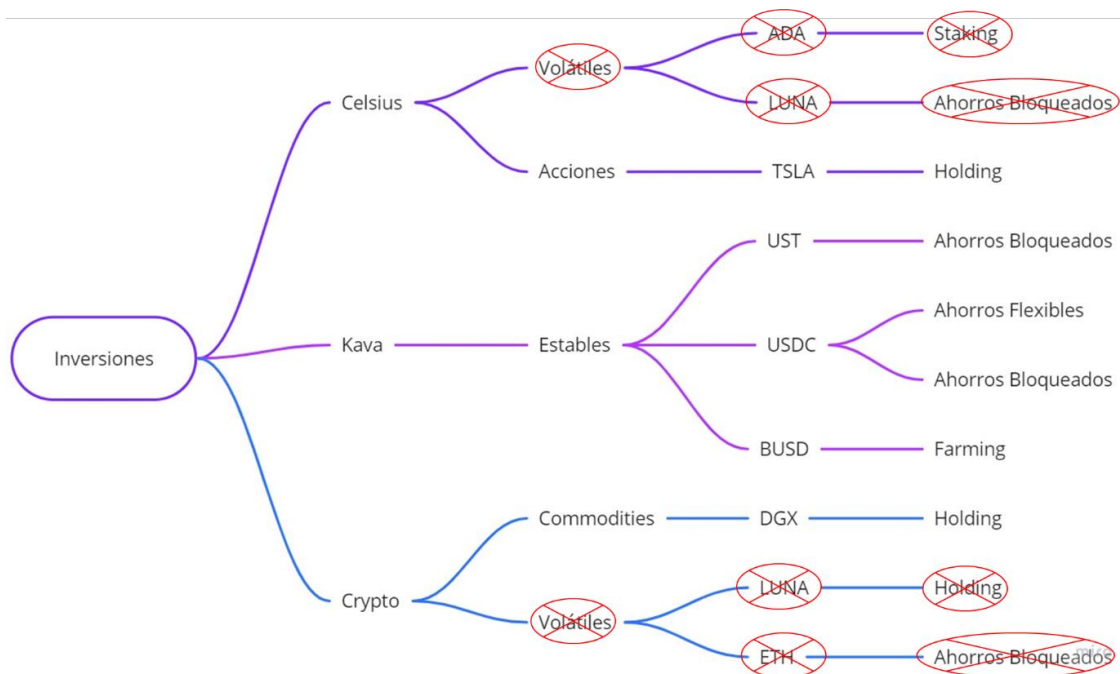 ADA
Staking
Volátiles
Celsius
LUNA
Ahorros Bloqueados
Acciones
TSLA
Holding
UST
Ahorros Bloqueados
Ahorros Flexibles
Inversiones
Kava
Estables
USDC
Ahorros Bloqueados
BUSD
Farming
Commodities
DGX
Holding
LUNA
Holding
Crypto
Volátiles
ETH
Ahorros Bloqueados
miro